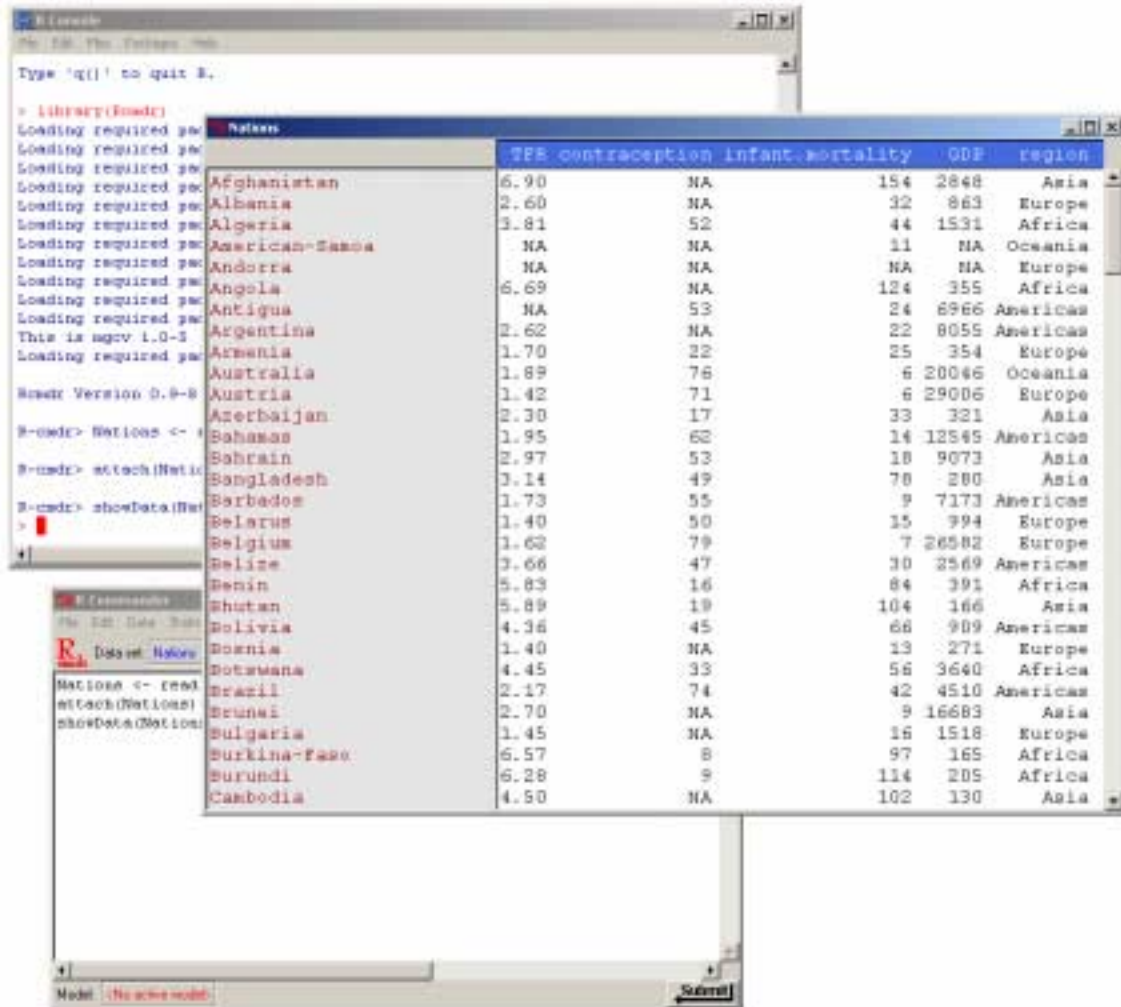 R Console
File Edit Misc Packages Help
Type 'q()' to quit R.
> library(Rcmdr)
Loading required pac
Loading required pac
Loading required pac
Loading required pac
Loading required pac
Loading required pac
Loading required pac
Loading required pac
Loading required pac
Loading required pac
Loading required pac
This is mgcv 1.0-5
Loading required pac
Rcmdr Version 0.9-8
R-cmdr> Nations <- r
R-cmdr> attach(Natio
R-cmdr> showData(Nat
>
Nations
TFR contraception infant.mortality GDP region
Afghanistan 6.90 NA 154 2848 Asia
Albania 2.60 NA 32 863 Europe
Algeria 3.81 52 44 1531 Africa
American-Samoa NA NA 11 NA Oceania
Andorra NA NA NA NA Europe
Angola 6.69 NA 124 355 Africa
Antigua NA 53 24 6966 Americas
Argentina 2.62 NA 22 8055 Americas
Armenia 1.70 22 25 354 Europe
Australia 1.89 76 6 20046 Oceania
Austria 1.42 71 6 29006 Europe
Azerbaijan 2.30 17 33 321 Asia
Bahamas 1.95 62 14 12545 Americas
Bahrain 2.97 53 18 9073 Asia
Bangladesh 3.14 49 78 280 Asia
Barbados 1.73 55 9 7173 Americas
Belarus 1.40 50 15 994 Europe
Belgium 1.62 79 7 26582 Europe
Belize 3.66 47 30 2569 Americas
Benin 5.83 16 84 391 Africa
Bhutan 5.89 19 104 166 Asia
Bolivia 4.36 45 66 909 Americas
Bosnia 1.40 NA 13 271 Europe
Botswana 4.45 33 56 3640 Africa
Brazil 2.17 74 42 4510 Americas
Brunei 2.70 NA 9 16683 Asia
Bulgaria 1.45 NA 16 1518 Europe
Burkina-Faso 6.57 8 97 165 Africa
Burundi 6.28 9 114 205 Africa
Cambodia 4.50 NA 102 130 Asia
R Commander
File Edit Data Stati
R cmdr Data set: Nations
Nations <- read
attach(Nations)
showData(Nations
Model: (No active model)
Submit